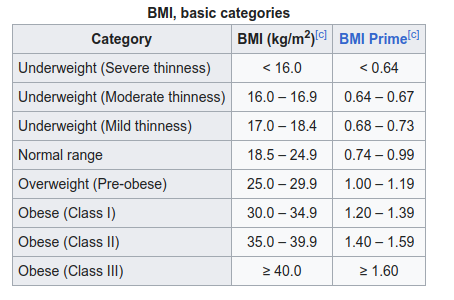 BMI, basic categories
Category BMI (kg/m²)[c] BMI Prime[c]
Underweight (Severe thinness) < 16.0 < 0.64
Underweight (Moderate thinness) 16.0 – 16.9 0.64 – 0.67
Underweight (Mild thinness) 17.0 – 18.4 0.68 – 0.73
Normal range 18.5 – 24.9 0.74 – 0.99
Overweight (Pre-obese) 25.0 – 29.9 1.00 – 1.19
Obese (Class I) 30.0 – 34.9 1.20 – 1.39
Obese (Class II) 35.0 – 39.9 1.40 – 1.59
Obese (Class III) ≥ 40.0 ≥ 1.60